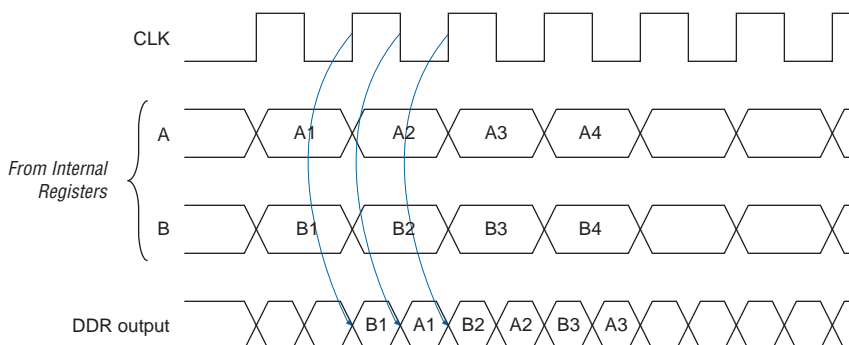 CLK
A
A1 A2 A3 A4
From Internal
Registers
B
B1 B2 B3 B4
DDR output
B1 A1 B2 A2 B3 A3